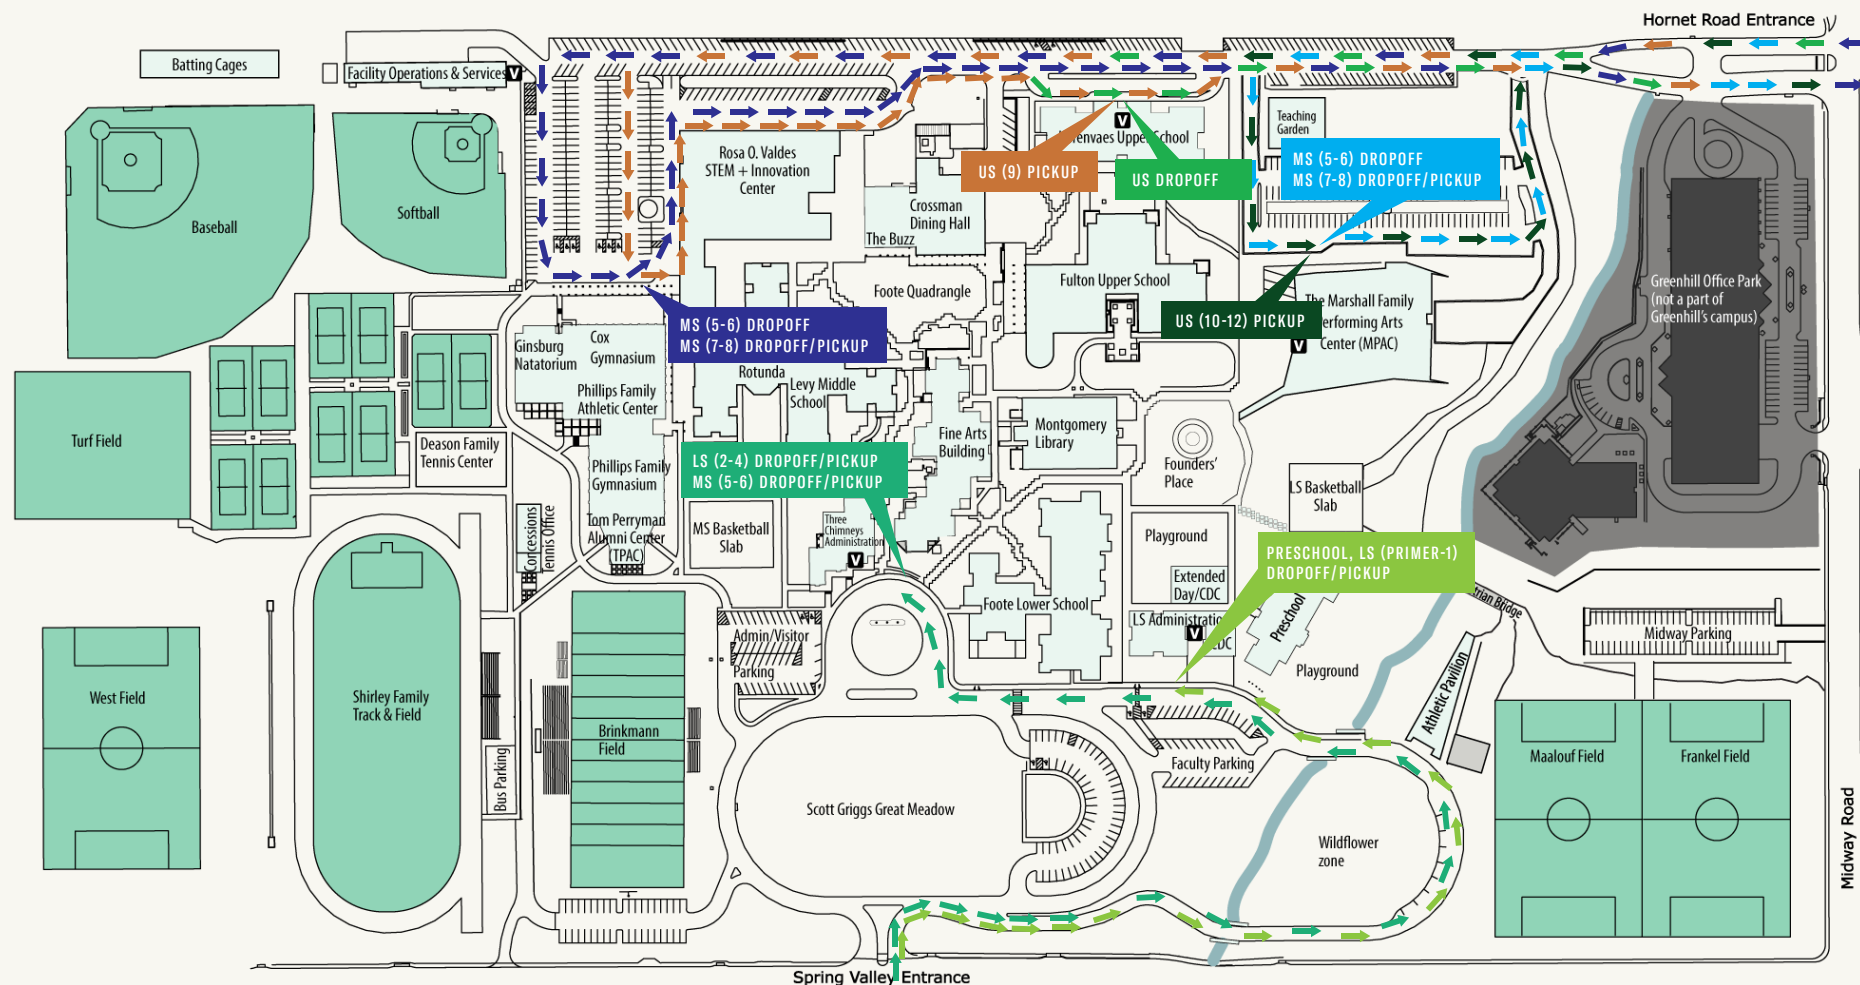 Hornet Road Entrance
Batting Cages
Facility Operations & Services
V
Teaching
Garden
V
Upper School
Rosa O. Valdes
STEM + Innovation
Center
US (9) PICKUP
US DROPOFF
MS (5-6) DROPOFF
MS (7-8) DROPOFF/PICKUP
Baseball
Softball
Crossman
Dining Hall
The Buzz
Foote Quadrangle
Fulton Upper School
Greenhill Office Park
(not a part of
Greenhill's campus)
US (10-12) PICKUP
The Marshall Family
Performing Arts
Center (MPAC)
V
MS (5-6) DROPOFF
MS (7-8) DROPOFF/PICKUP
Ginsburg
Natatorium
Cox
Gymnasium
Phillips Family
Athletic Center
Rotunda
Levy Middle
School
Turf Field
Deason Family
Tennis Center
Fine Arts
Building
Montgomery
Library
Founders'
Place
LS (2-4) DROPOFF/PICKUP
MS (5-6) DROPOFF/PICKUP
Phillips Family
Gymnasium
LS Basketball
Slab
Concessions
Tennis Office
Tom Perryman
Alumni Center
(TPAC)
MS Basketball
Slab
Three
Chimneys
Administration
V
Playground
PRESCHOOL, LS (PRIMER-1)
DROPOFF/PICKUP
Extended
Day/CDC
Foote Lower School
LS Administration
CDC
V
Preschool
Bridge
Midway Parking
Admin/Visitor
Parking
Playground
Athletic Pavilion
West Field
Shirley Family
Track & Field
Brinkmann
Field
Bus Parking
Faculty Parking
Maalouf Field
Frankel Field
Scott Griggs Great Meadow
Wildflower
zone
Midway Road
Spring Valley Entrance